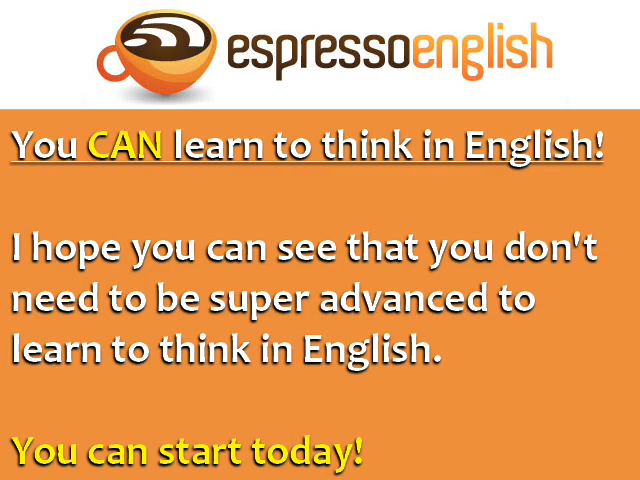 espressoenglish
You CAN learn to think in English!
I hope you can see that you don't
need to be super advanced to
learn to think in English.
You can start today!